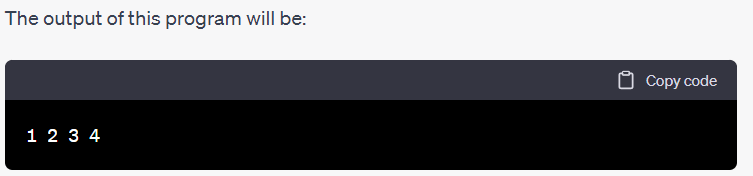 The output of this program will be:
Copy code
1 2 3 4